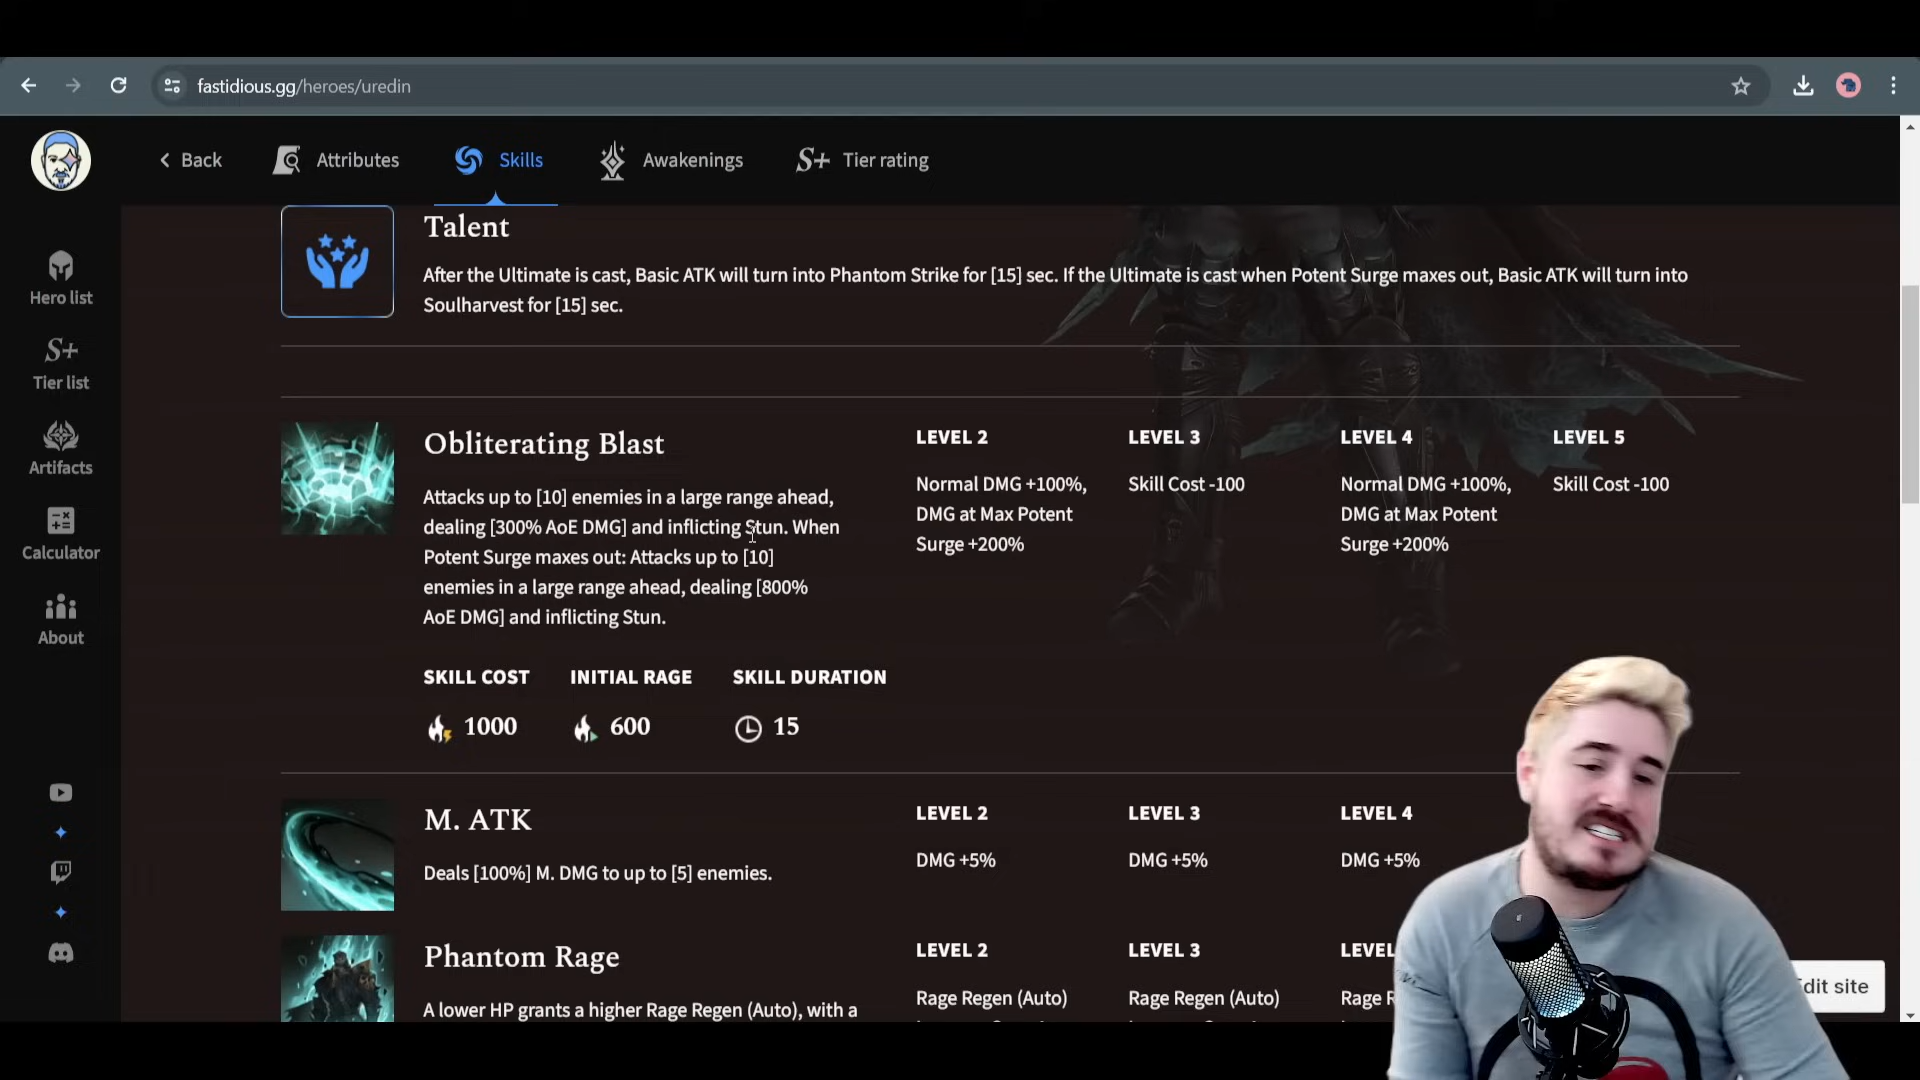 fastidious.gg/heroes/uredin
Back
Attributes
Skills
S+
Awakenings
Tier rating
Hero list
S+
Tier list
Artifacts
Calculator
About
Talent
After the Ultimate is cast, Basic ATK will turn into Phantom Strike for [15] sec. If the Ultimate is cast when Potent Surge maxes out, Basic ATK will turn into
Soulharvest for [15] sec.
Obliterating Blast
Attacks up to [10] enemies in a large range ahead,
dealing [300% AoE DMG] and inflicting Stun. When
Potent Surge maxes out: Attacks up to [10]
enemies in a large range ahead, dealing [800%
AoE DMG] and inflicting Stun.
LEVEL 2
Normal DMG +100%,
DMG at Max Potent
Surge +200%
LEVEL 3
Skill Cost -100
LEVEL 4
Normal DMG +100%,
DMG at Max Potent
Surge +200%
LEVEL 5
Skill Cost -100
SKILL COST
1000
INITIAL RAGE
600
SKILL DURATION
15
M. ATK
Deals [100%] M. DMG to up to [5] enemies.
LEVEL 2
DMG +5%
LEVEL 3
DMG +5%
LEVEL 4
DMG +5%
Phantom Rage
A lower HP grants a higher Rage Regen (Auto), with a
LEVEL 2
Rage Regen (Auto)
LEVEL 3
Rage Regen (Auto)
LEVEL
Rage R
dit site